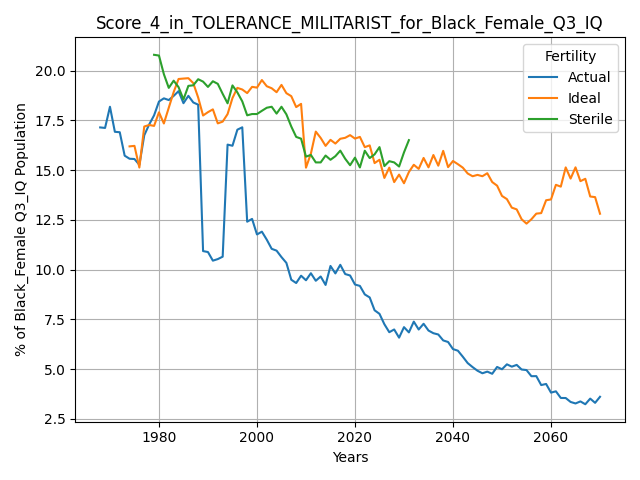 Score_4_in_TOLERANCE_MILITARIST_for_Black_Female_Q3_IQ
Fertility
Actual
Ideal
Sterile
% of Black_Female Q3_IQ Population
20.0
17.5
15.0
12.5
10.0
7.5
5.0
2.5
1980
2000
2020
2040
2060
Years